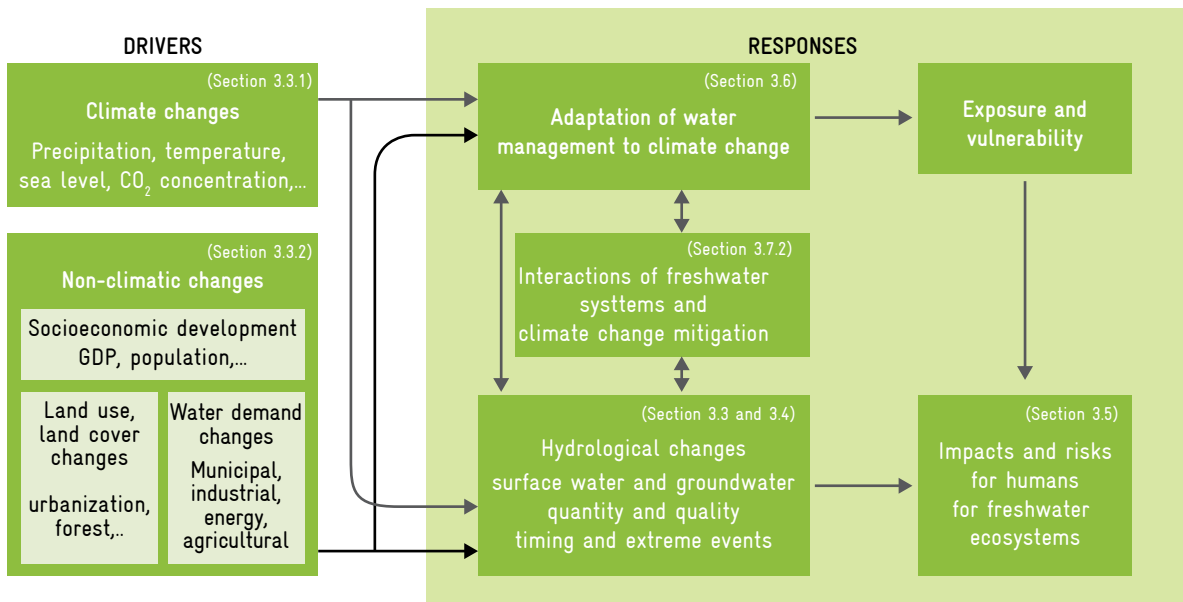 DRIVERS
(Section 3.3.1)
Climate changes
Precipitation, temperature,
sea level, CO₂ concentration,...
(Section 3.3.2)
Non-climatic changes
Socioeconomic development
GDP, population,...
Land use,
land cover
changes
urbanization,
forest,..
Water demand
changes
Municipal,
industrial,
energy,
agricultural
RESPONSES
(Section 3.6)
Adaptation of water
management to climate change
Exposure and
vulnerability
(Section 3.7.2)
Interactions of freshwater
systtems and
climate change mitigation
(Section 3.3 and 3.4)
Hydrological changes
surface water and groundwater
quantity and quality
timing and extreme events
(Section 3.5)
Impacts and risks
for humans
for freshwater
ecosystems